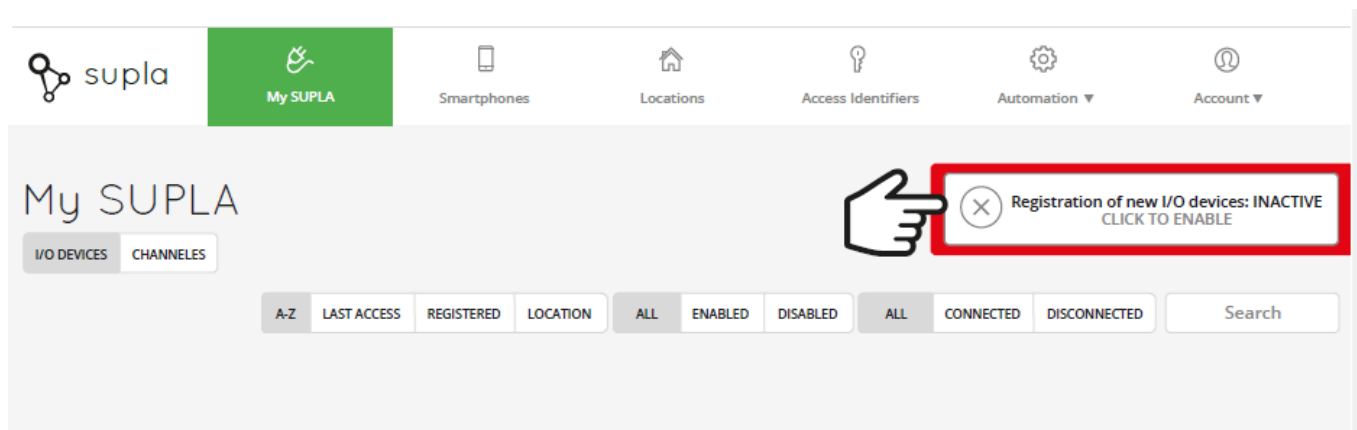 supla
My SUPLA
Smartphones
Locations
Access Identifiers
Automation ▼
Account ▼
My SUPLA
Registration of new I/O devices: INACTIVE
CLICK TO ENABLE
I/O DEVICES CHANNELES
A-Z LAST ACCESS REGISTERED LOCATION ALL ENABLED DISABLED ALL CONNECTED DISCONNECTED Search